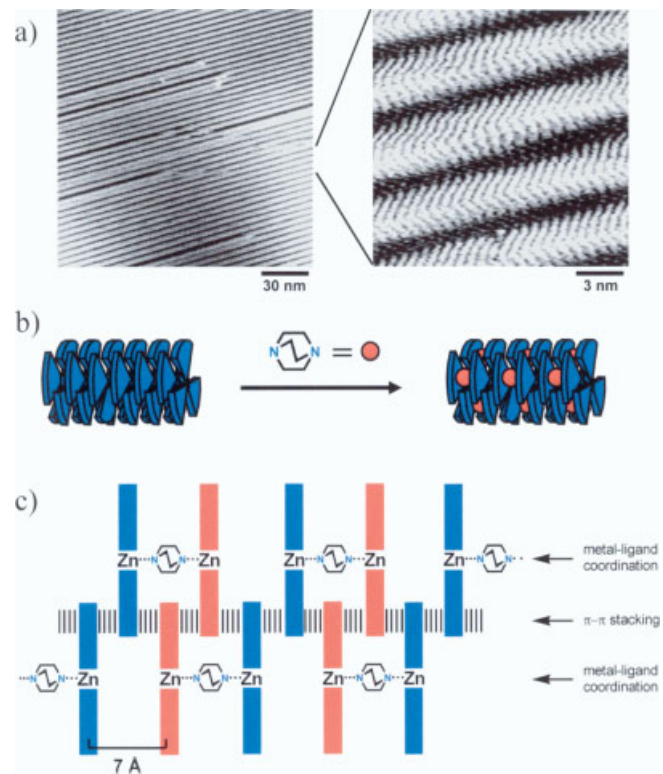 a)
30 nm
3 nm
b)
N N =
c)
Zn N N Zn Zn N N Zn Zn N N
metal-ligand
coordination
π–π stacking
N N Zn Zn N N Zn Zn N N Zn
metal-ligand
coordination
7 Å